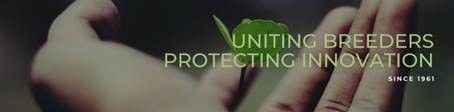 UNITING BREEDERS
PROTECTING INNOVATION
SINCE 1961